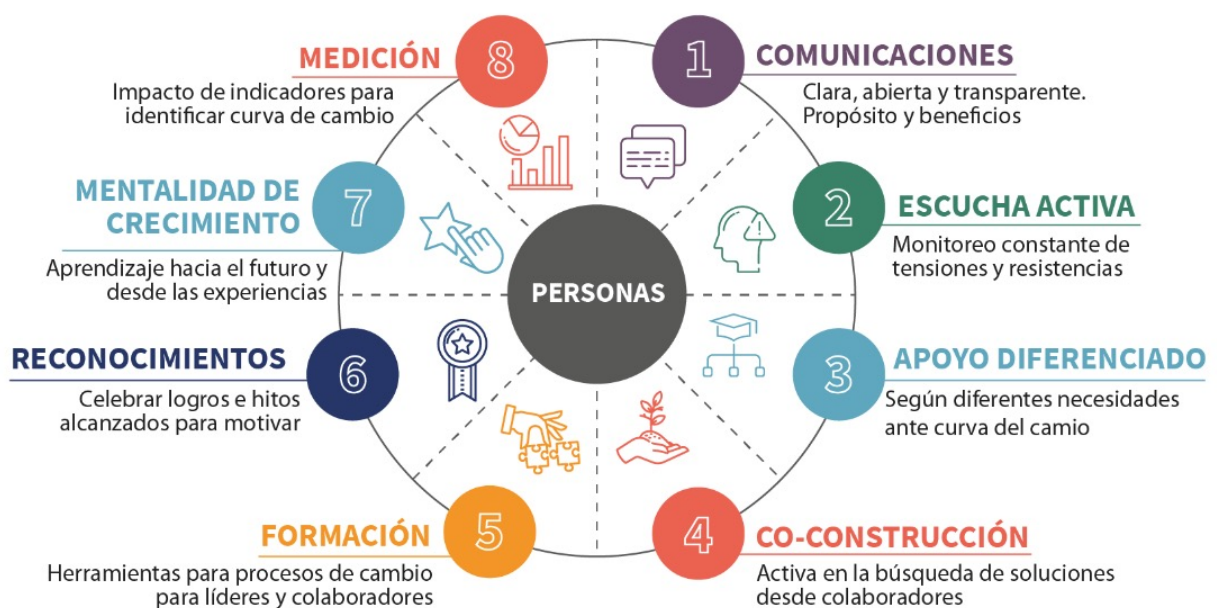 1
COMUNICACIONES
Clara, abierta y transparente.
Propósito y beneficios
2
ESCUCHA ACTIVA
Monitoreo constante de
tensiones y resistencias
3
APOYO DIFERENCIADO
Según diferentes necesidades
ante curva del camio
4
CO-CONSTRUCCIÓN
Activa en la búsqueda de soluciones
desde colaboradores
5
FORMACIÓN
Herramientas para procesos de cambio
para líderes y colaboradores
6
RECONOCIMIENTOS
Celebrar logros e hitos
alcanzados para motivar
7
MENTALIDAD DE
CRECIMIENTO
Aprendizaje hacia el futuro y
desde las experiencias
8
MEDICIÓN
Impacto de indicadores para
identificar curva de cambio
PERSONAS